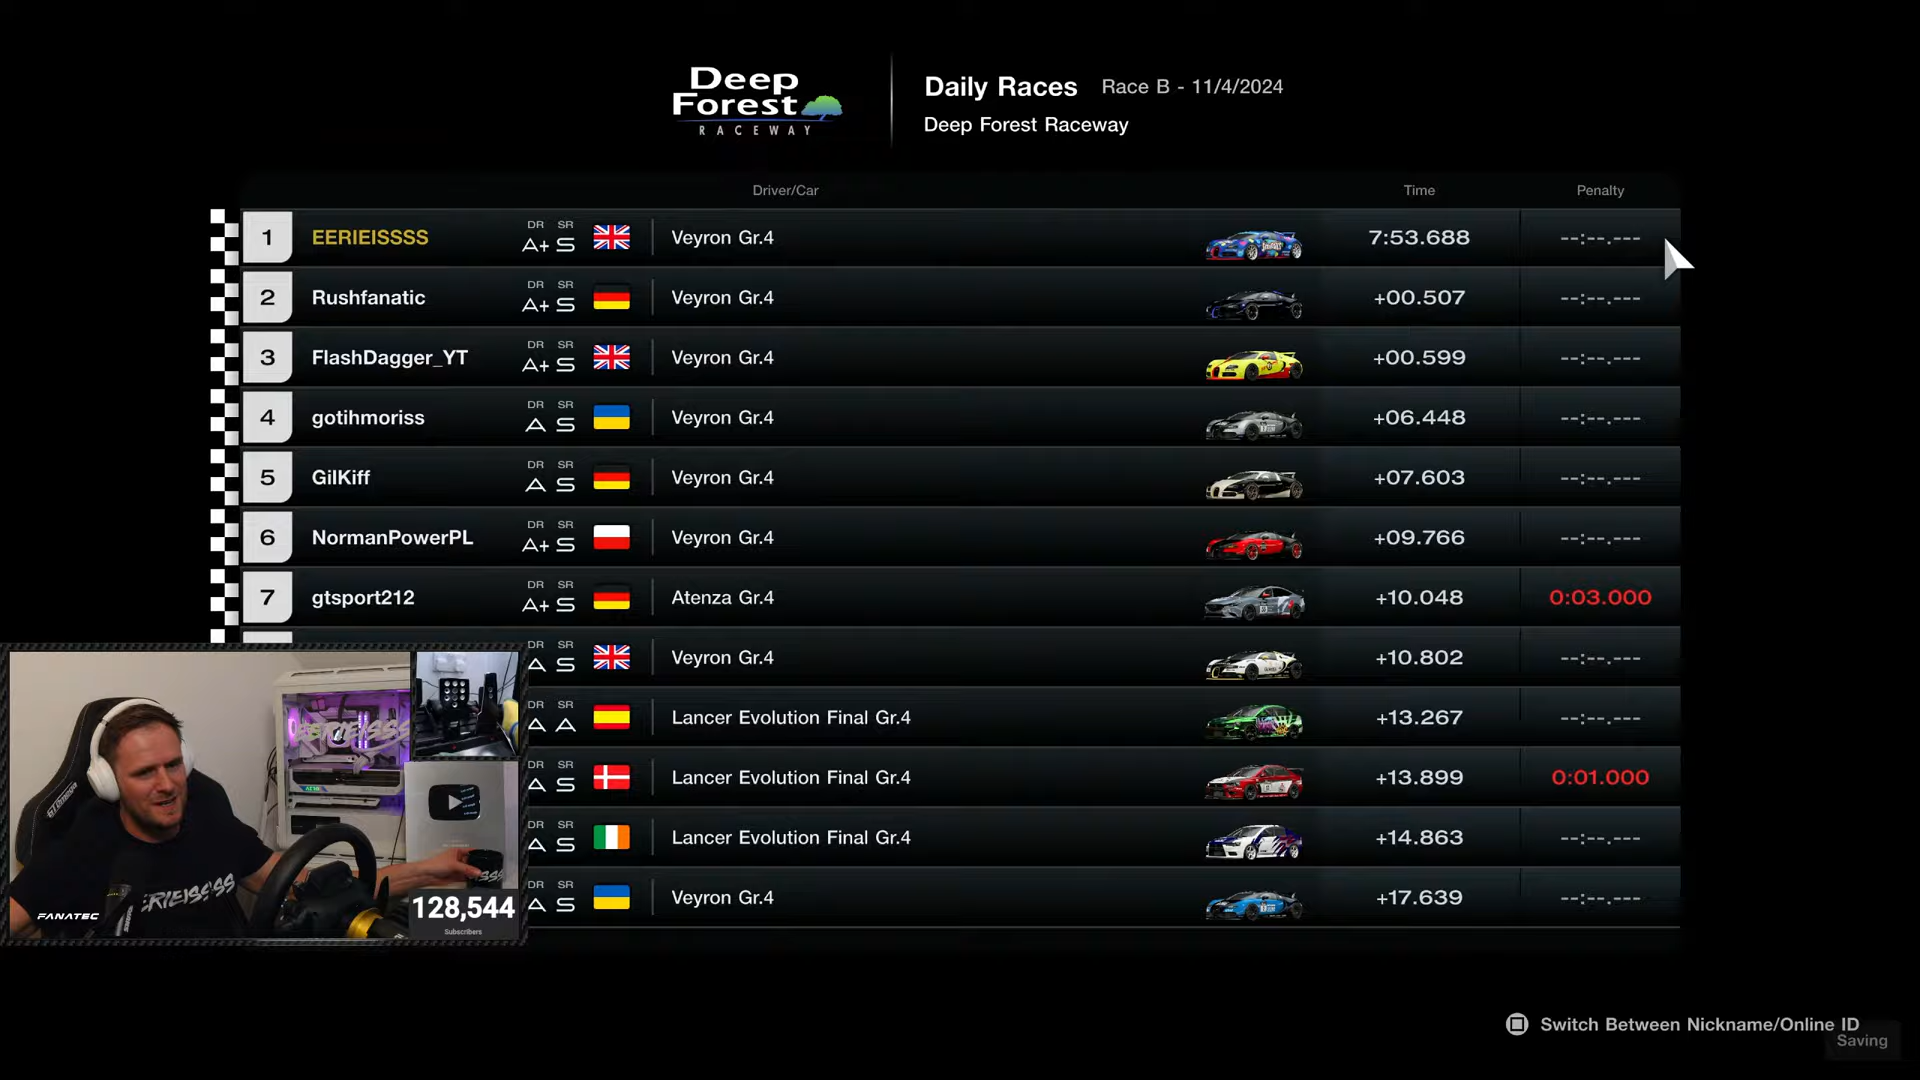 Deep
Forest
RACEWAY
Daily Races Race B - 11/4/2024
Deep Forest Raceway
Driver/Car Time Penalty
1 EERIEISSSS DR A+ SR S Veyron Gr.4 7:53.688 --:--.---
2 Rushfanatic DR A+ SR S Veyron Gr.4 +00.507 --:--.---
3 FlashDagger_YT DR A+ SR S Veyron Gr.4 +00.599 --:--.---
4 gotihmoriss DR A SR S Veyron Gr.4 +06.448 --:--.---
5 GilKiff DR A SR S Veyron Gr.4 +07.603 --:--.---
6 NormanPowerPL DR A+ SR S Veyron Gr.4 +09.766 --:--.---
7 gtsport212 DR A+ SR S Atenza Gr.4 +10.048 0:03.000
DR A SR S Veyron Gr.4 +10.802 --:--.---
DR A SR A Lancer Evolution Final Gr.4 +13.267 --:--.---
DR A SR S Lancer Evolution Final Gr.4 +13.899 0:01.000
DR A SR S Lancer Evolution Final Gr.4 +14.863 --:--.---
DR A SR S Veyron Gr.4 +17.639 --:--.---
EERIEISSSS
GTOmega
EERIEISSSS
FANATEC
128,544
Subscribers
Switch Between Nickname/Online ID
Saving